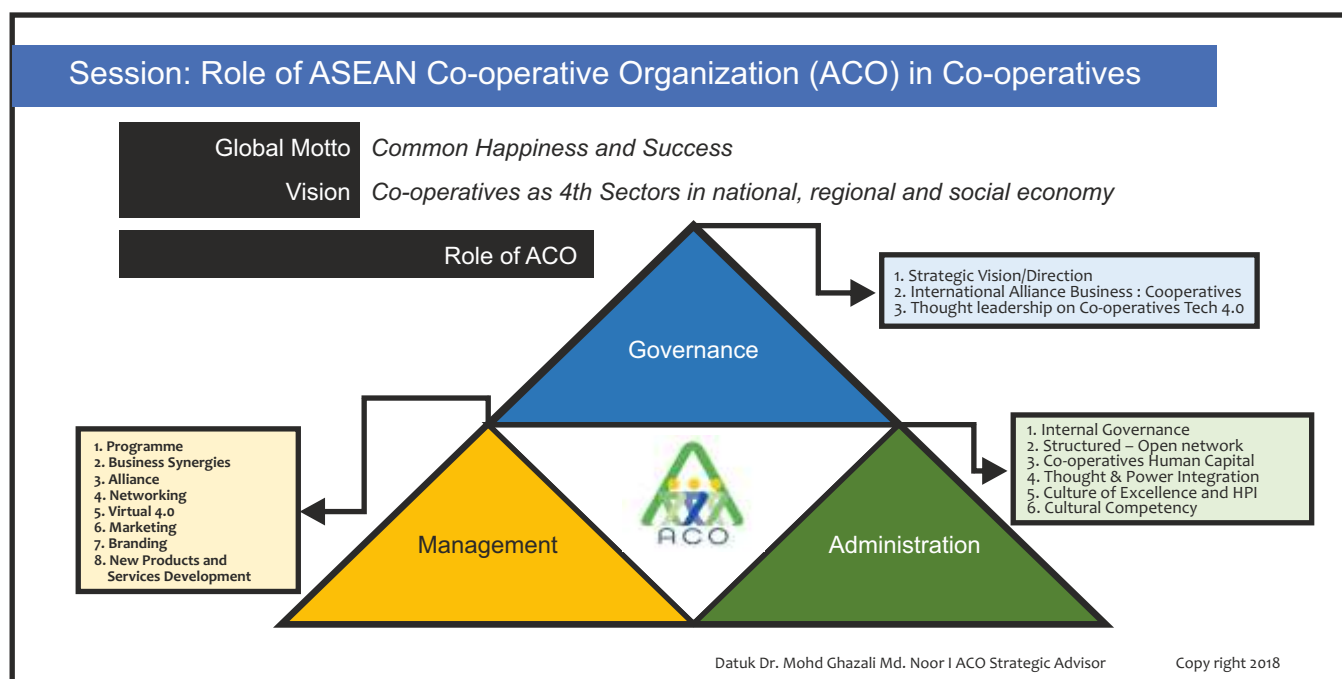 Session: Role of ASEAN Co-operative Organization (ACO) in Co-operatives
Global Motto Common Happiness and Success
Vision Co-operatives as 4th Sectors in national, regional and social economy
Role of ACO
1. Strategic Vision/Direction
2. International Alliance Business : Cooperatives
3. Thought leadership on Co-operatives Tech 4.0
Governance
1. Programme
2. Business Synergies
3. Alliance
4. Networking
5. Virtual 4.0
6. Marketing
7. Branding
8. New Products and
Services Development
1. Internal Governance
2. Structured – Open network
3. Co-operatives Human Capital
4. Thought & Power Integration
5. Culture of Excellence and HPI
6. Cultural Competency
Management
ACO
Administration
Datuk Dr. Mohd Ghazali Md. Noor I ACO Strategic Advisor Copy right 2018